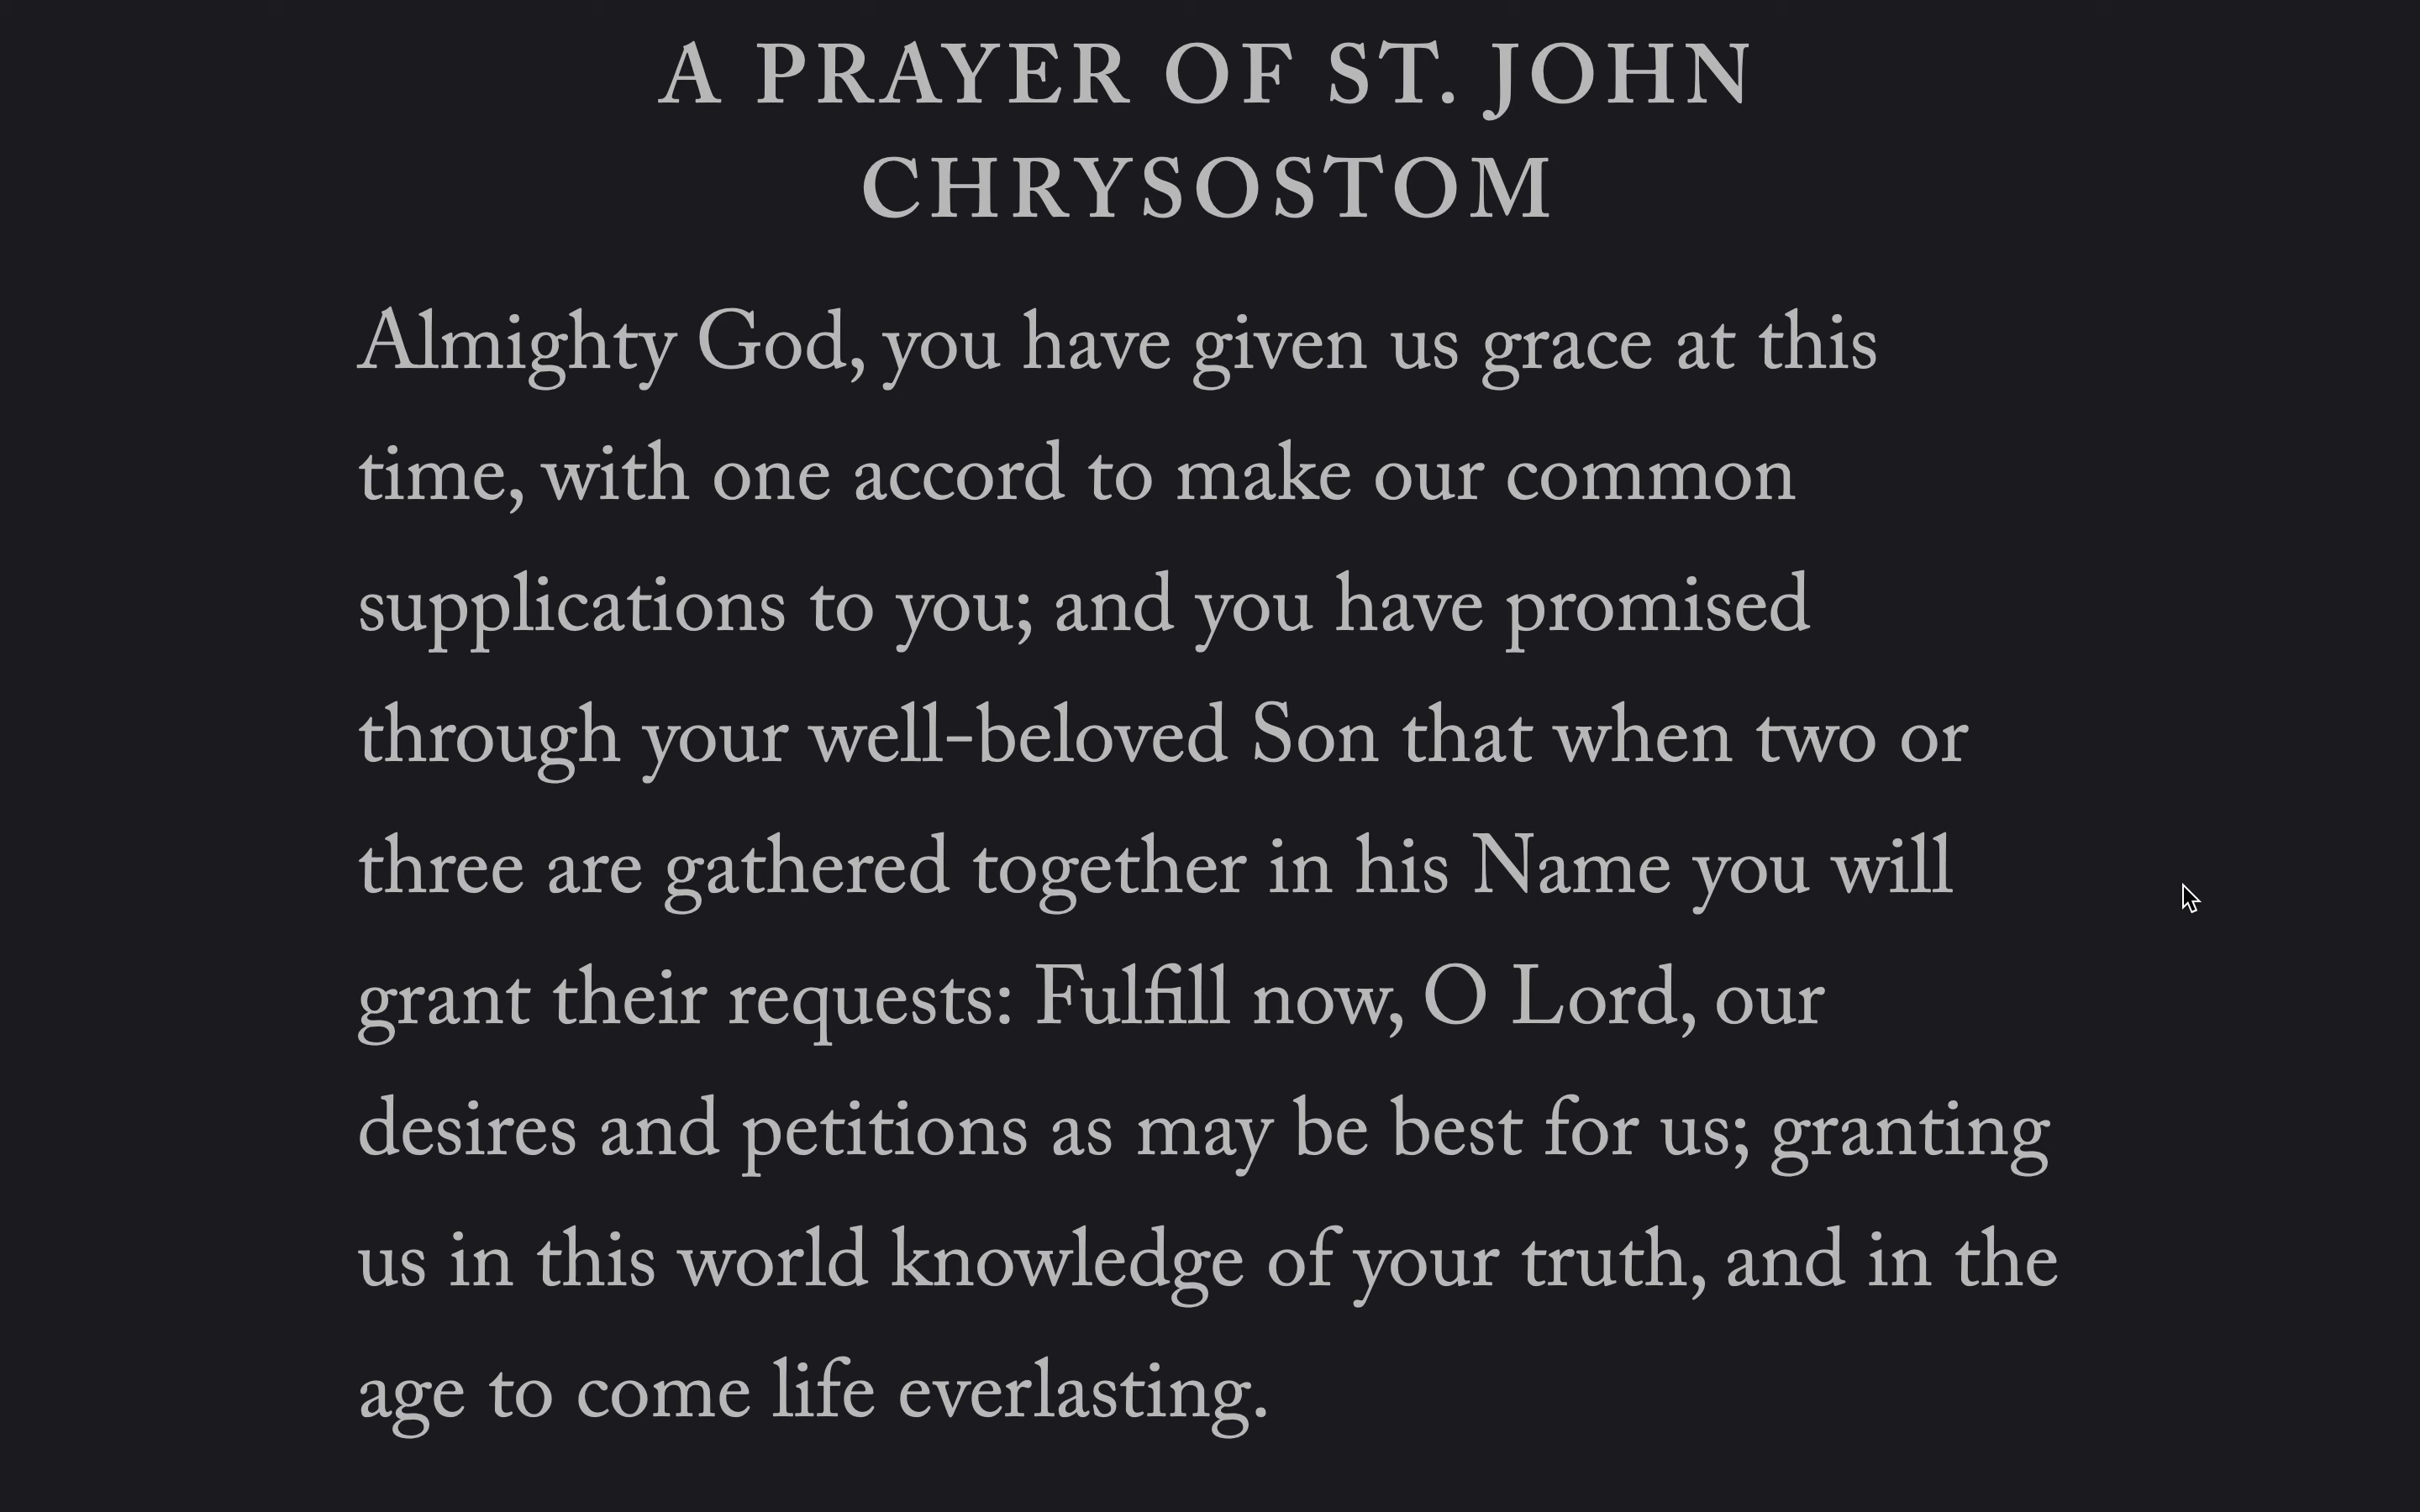 A PRAYER OF ST. JOHN
CHRYSOSTOM
Almighty God, you have given us grace at this
time, with one accord to make our common
supplications to you; and you have promised
through your well-beloved Son that when two or
three are gathered together in his Name you will
grant their requests: Fulfill now, O Lord, our
desires and petitions as may be best for us; granting
us in this world knowledge of your truth, and in the
age to come life everlasting.